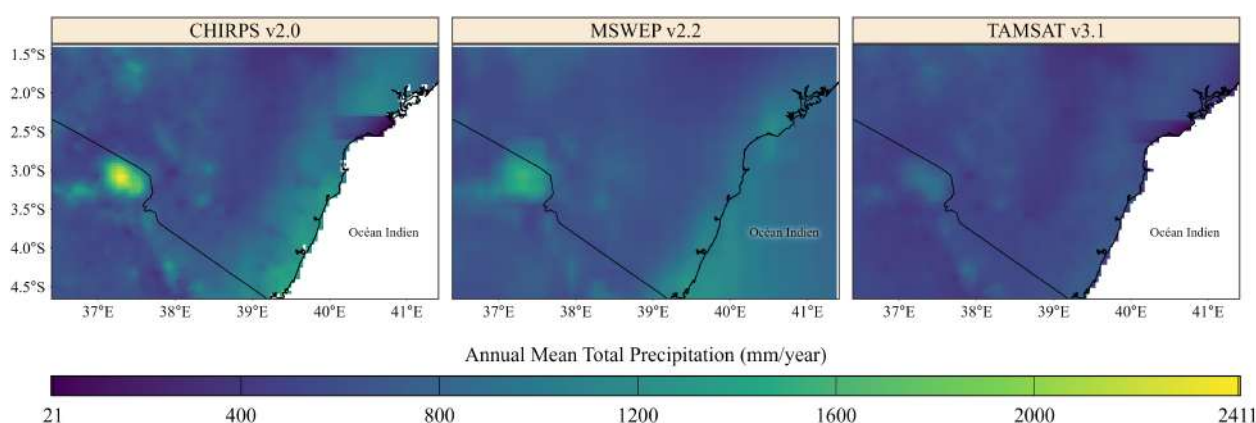 CHIRPS v2.0 MSWEP v2.2 TAMSAT v3.1
1.5°S
2.0°S
2.5°S
3.0°S
3.5°S
Océan Indien Océan Indien Océan Indien
4.0°S
4.5°S
37°E 38°E 39°E 40°E 41°E 37°E 38°E 39°E 40°E 41°E 37°E 38°E 39°E 40°E 41°E
Annual Mean Total Precipitation (mm/year)
21 400 800 1200 1600 2000 2411